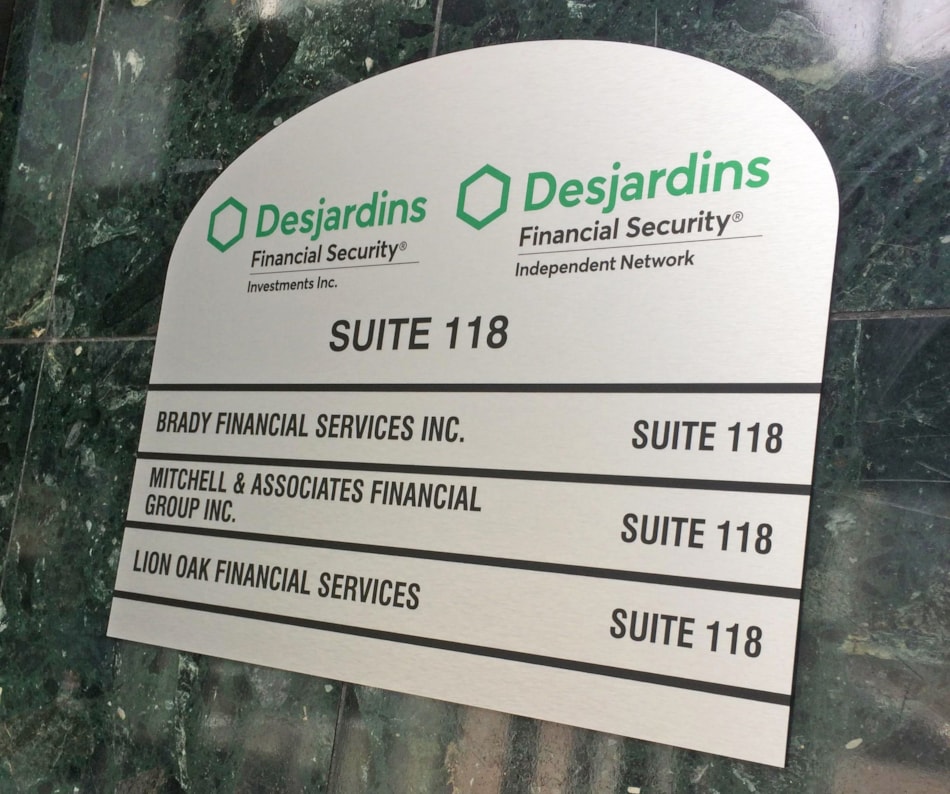 Desjardins
Financial Security®
Investments Inc.
Desjardins
Financial Security®
Independent Network
SUITE 118
BRADY FINANCIAL SERVICES INC. SUITE 118
MITCHELL & ASSOCIATES FINANCIAL
GROUP INC. SUITE 118
LION OAK FINANCIAL SERVICES SUITE 118